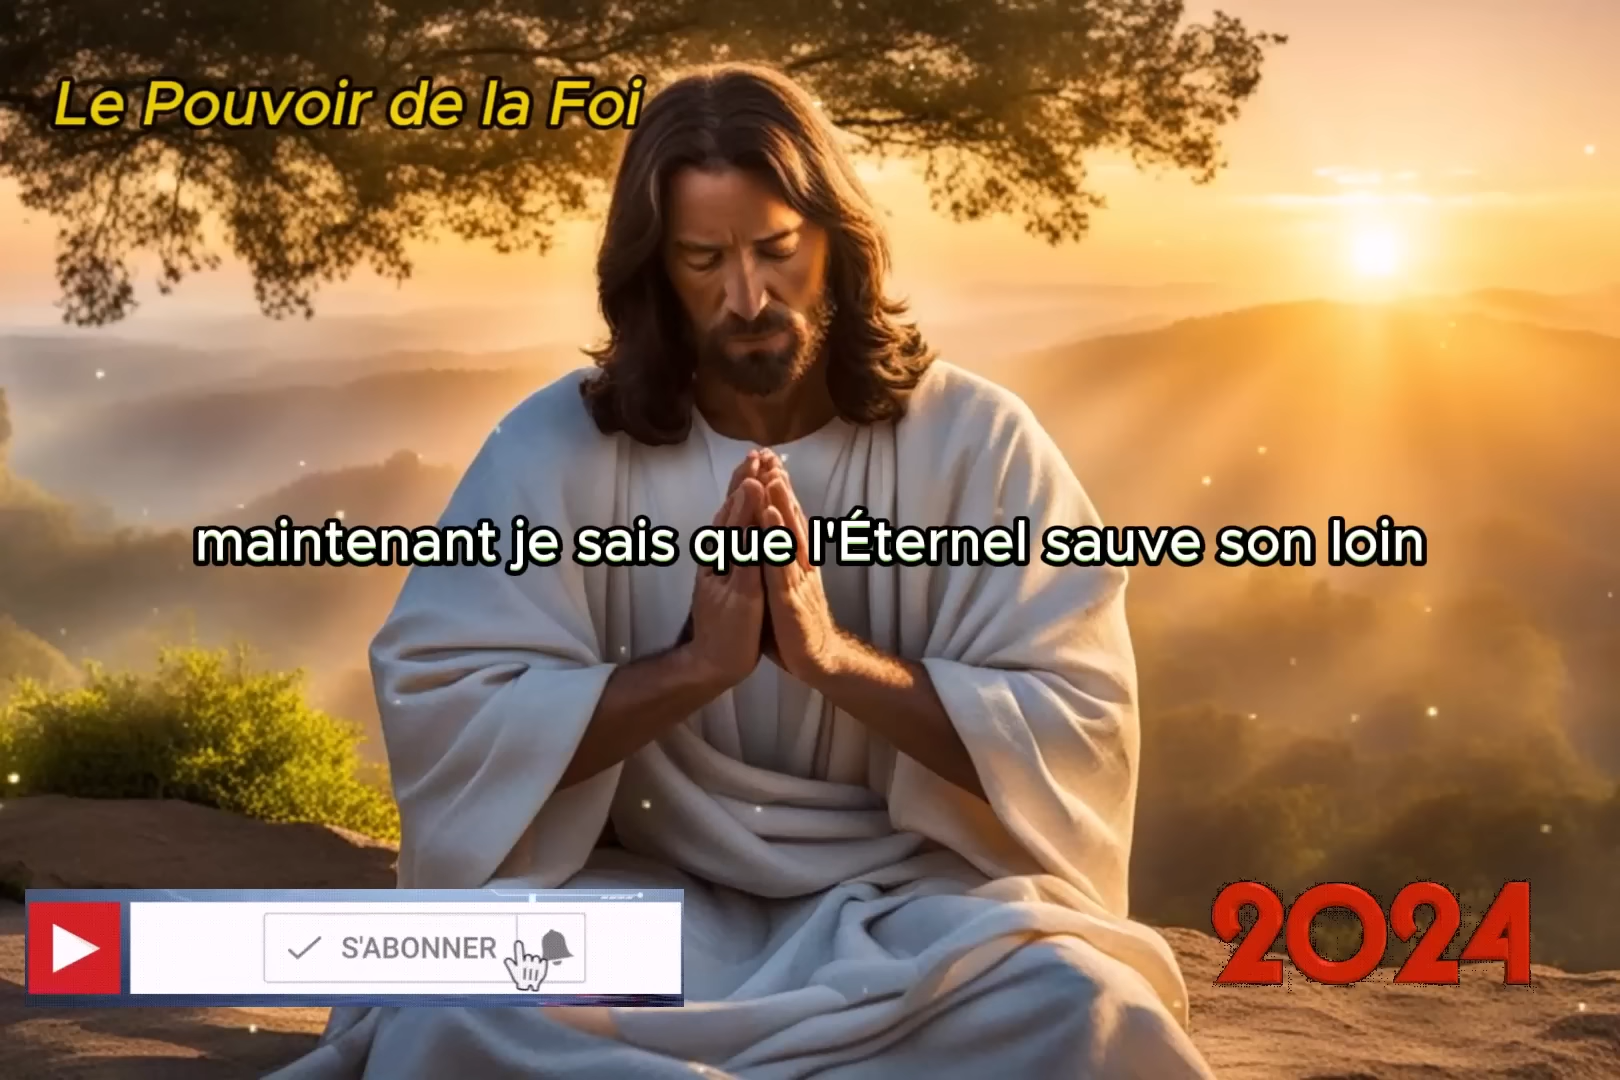 Le Pouvoir de la Foi
maintenant je sais que l'Éternel sauve son loin
S'ABONNER
2024